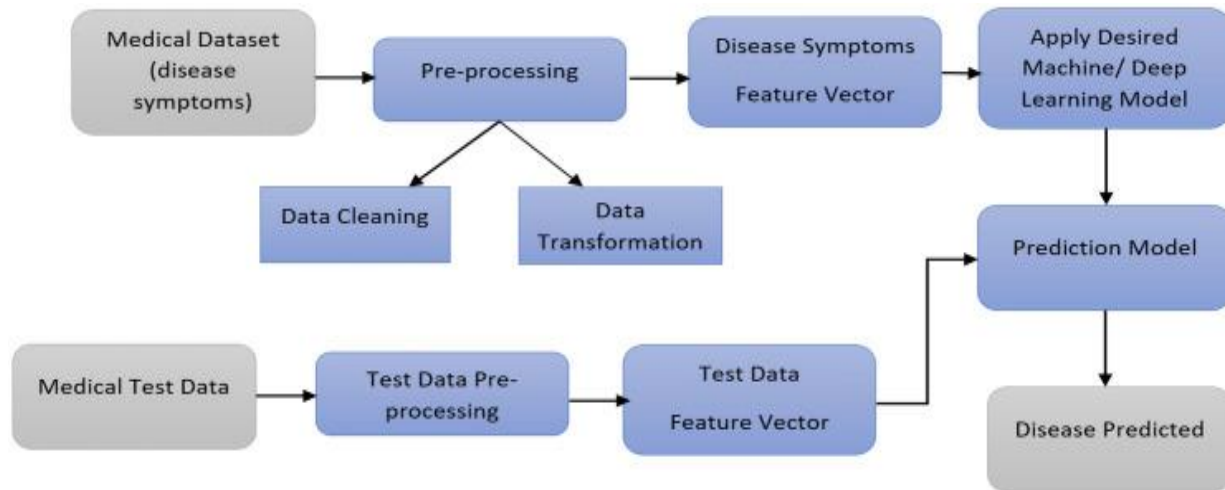 Medical Dataset
(disease
symptoms)
Pre-processing
Disease Symptoms
Feature Vector
Apply Desired
Machine/ Deep
Learning Model
Data Cleaning
Data
Transformation
Prediction Model
Medical Test Data
Test Data Pre-
processing
Test Data
Feature Vector
Disease Predicted